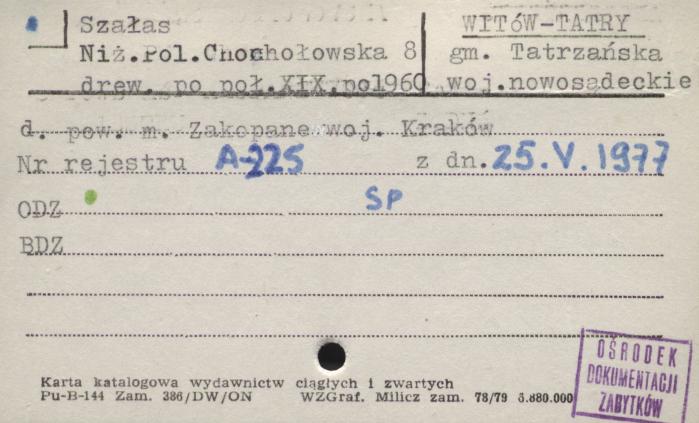 Szałas
Niż.Pol.Chochołowska 8
drew. po poł.XIX,po1960
WITÓW-TATRY
gm. Tatrzańska
woj.nowosądeckie
d. pow. m. Zakopane woj. Kraków
Nr rejestru A-225 z dn. 25.V.1977
ODZ SP
BDZ
Karta katalogowa wydawnictw ciągłych i zwartych
Pu-B-144 Zam. 386/DW/ON WZGraf. Milicz zam. 78/79 3.880.000
OŚRODEK
DOKUMENTACJI
ZABYTKÓW